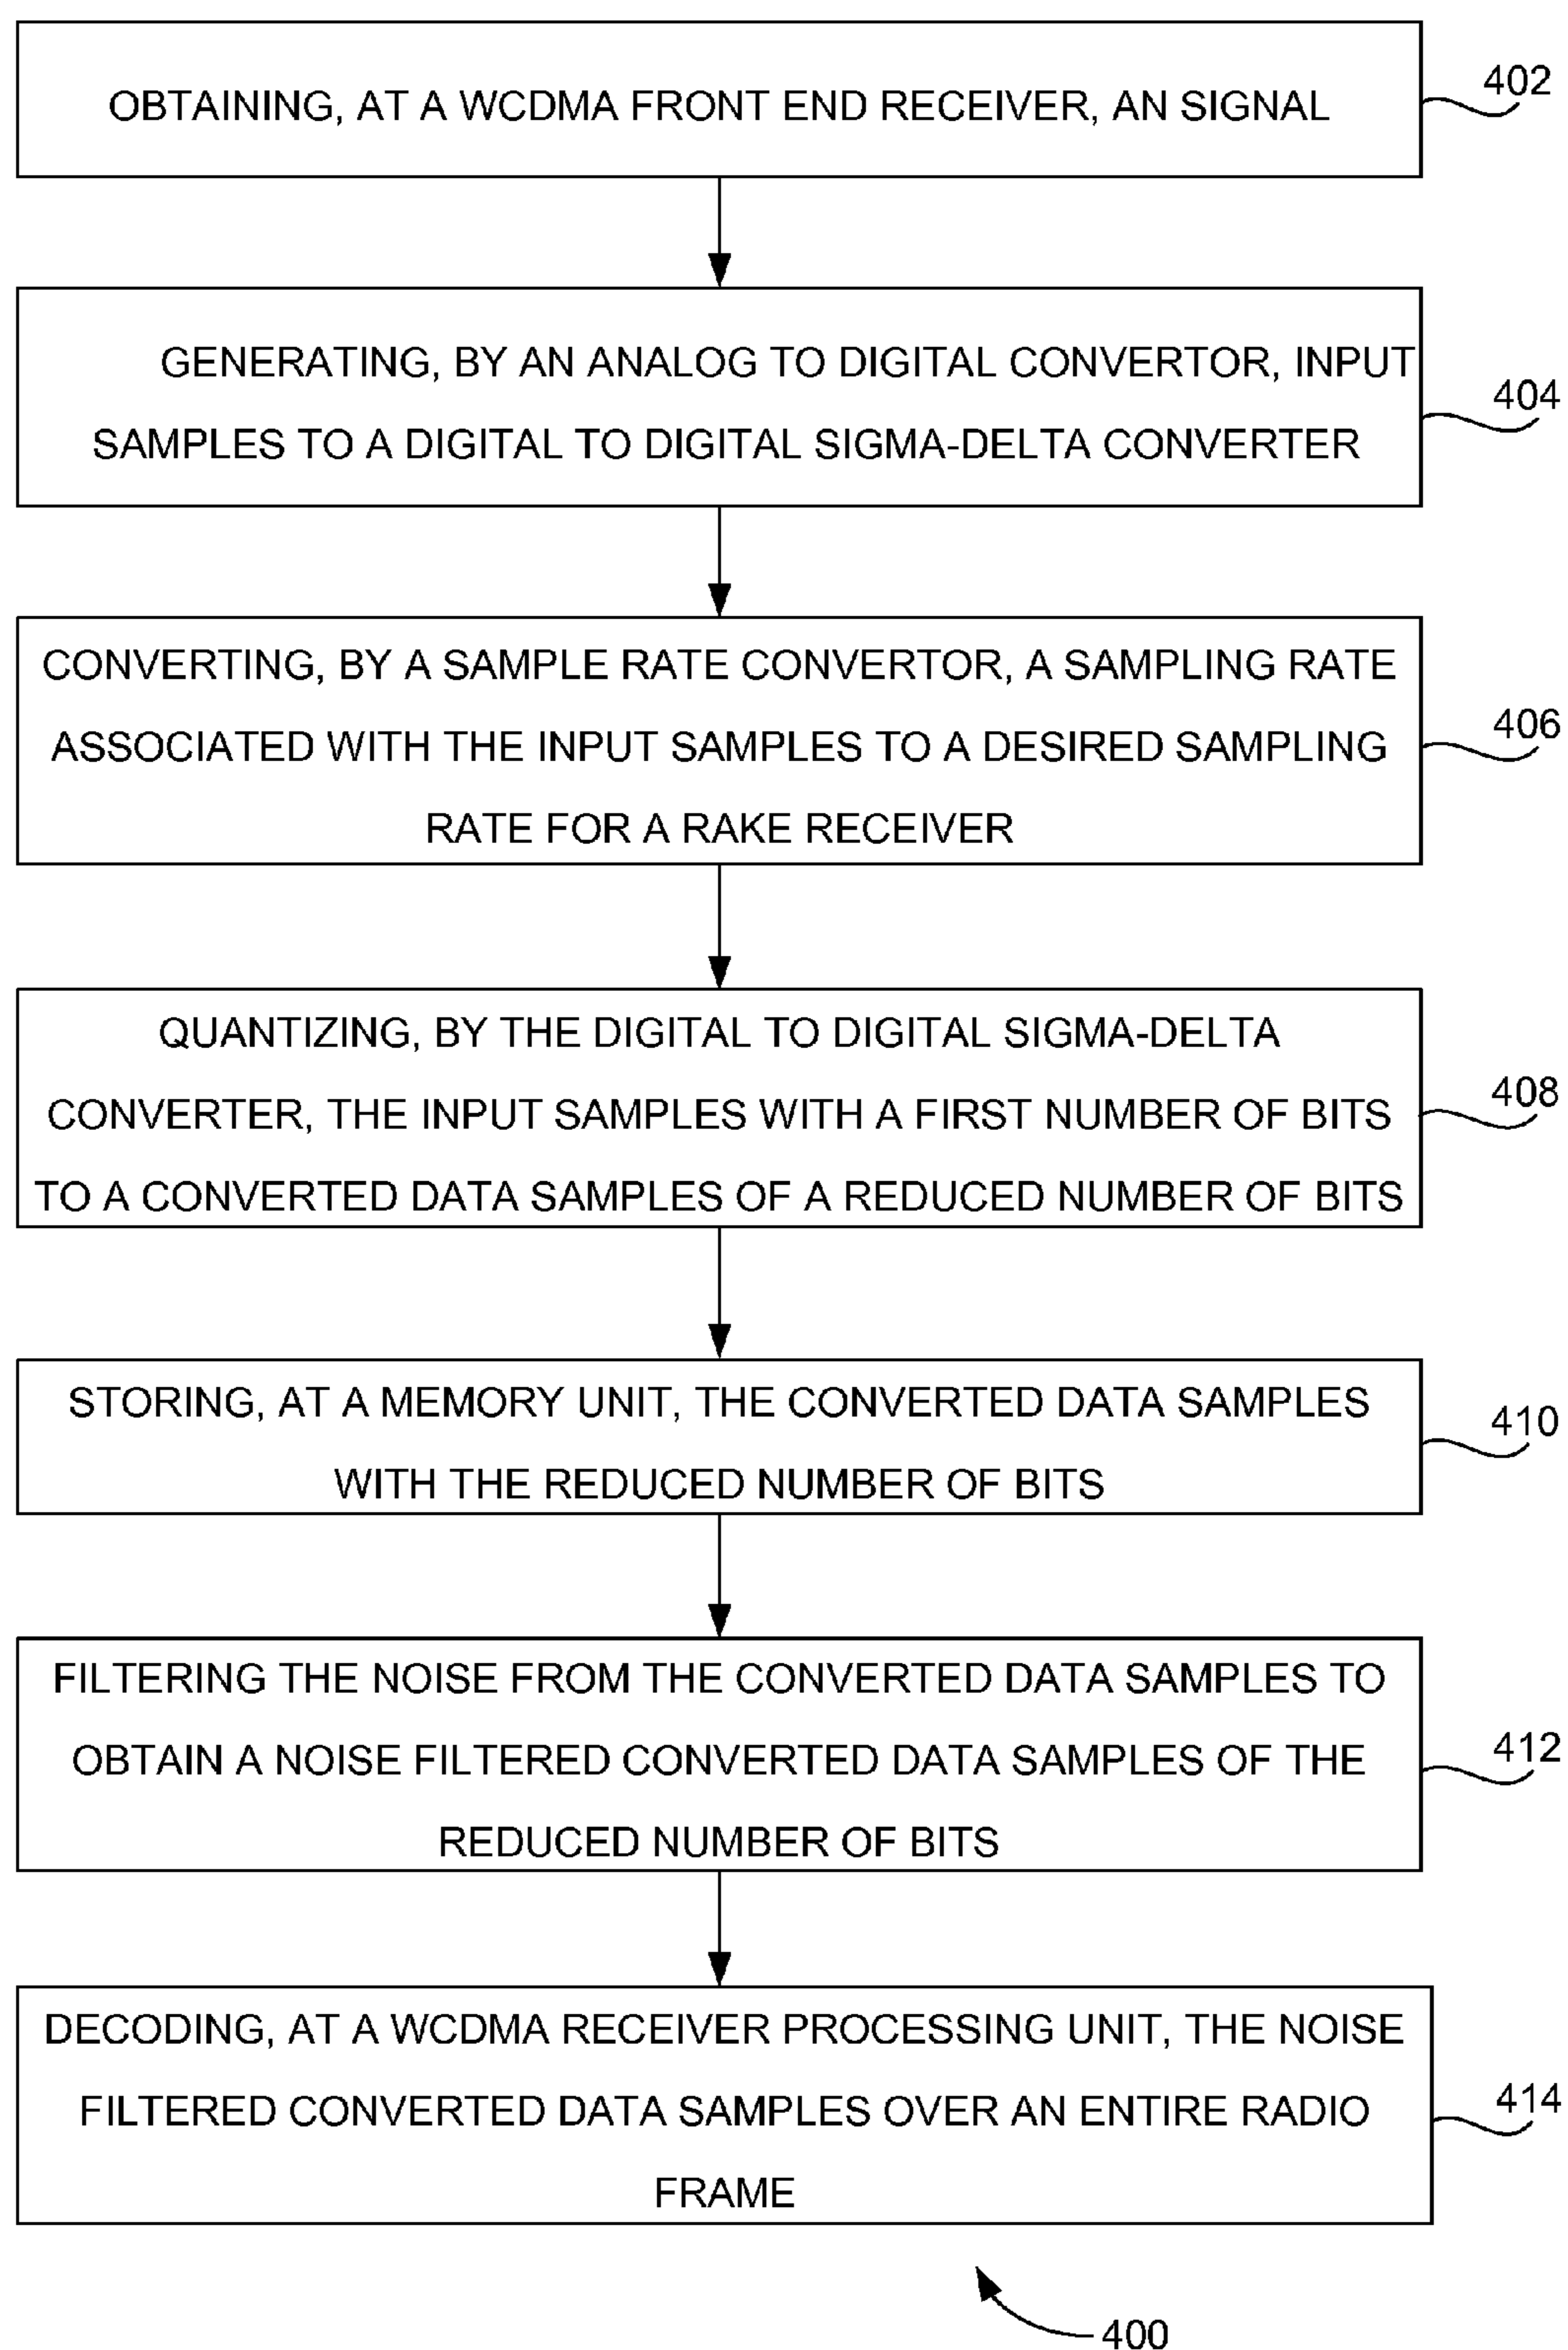 OBTAINING, AT A WCDMA FRONT END RECEIVER, AN SIGNAL
402
GENERATING, BY AN ANALOG TO DIGITAL CONVERTOR, INPUT
SAMPLES TO A DIGITAL TO DIGITAL SIGMA-DELTA CONVERTER
404
CONVERTING, BY A SAMPLE RATE CONVERTOR, A SAMPLING RATE
ASSOCIATED WITH THE INPUT SAMPLES TO A DESIRED SAMPLING
RATE FOR A RAKE RECEIVER
406
QUANTIZING, BY THE DIGITAL TO DIGITAL SIGMA-DELTA
CONVERTER, THE INPUT SAMPLES WITH A FIRST NUMBER OF BITS
TO A CONVERTED DATA SAMPLES OF A REDUCED NUMBER OF BITS
408
STORING, AT A MEMORY UNIT, THE CONVERTED DATA SAMPLES
WITH THE REDUCED NUMBER OF BITS
410
FILTERING THE NOISE FROM THE CONVERTED DATA SAMPLES TO
OBTAIN A NOISE FILTERED CONVERTED DATA SAMPLES OF THE
REDUCED NUMBER OF BITS
412
DECODING, AT A WCDMA RECEIVER PROCESSING UNIT, THE NOISE
FILTERED CONVERTED DATA SAMPLES OVER AN ENTIRE RADIO
FRAME
414
400